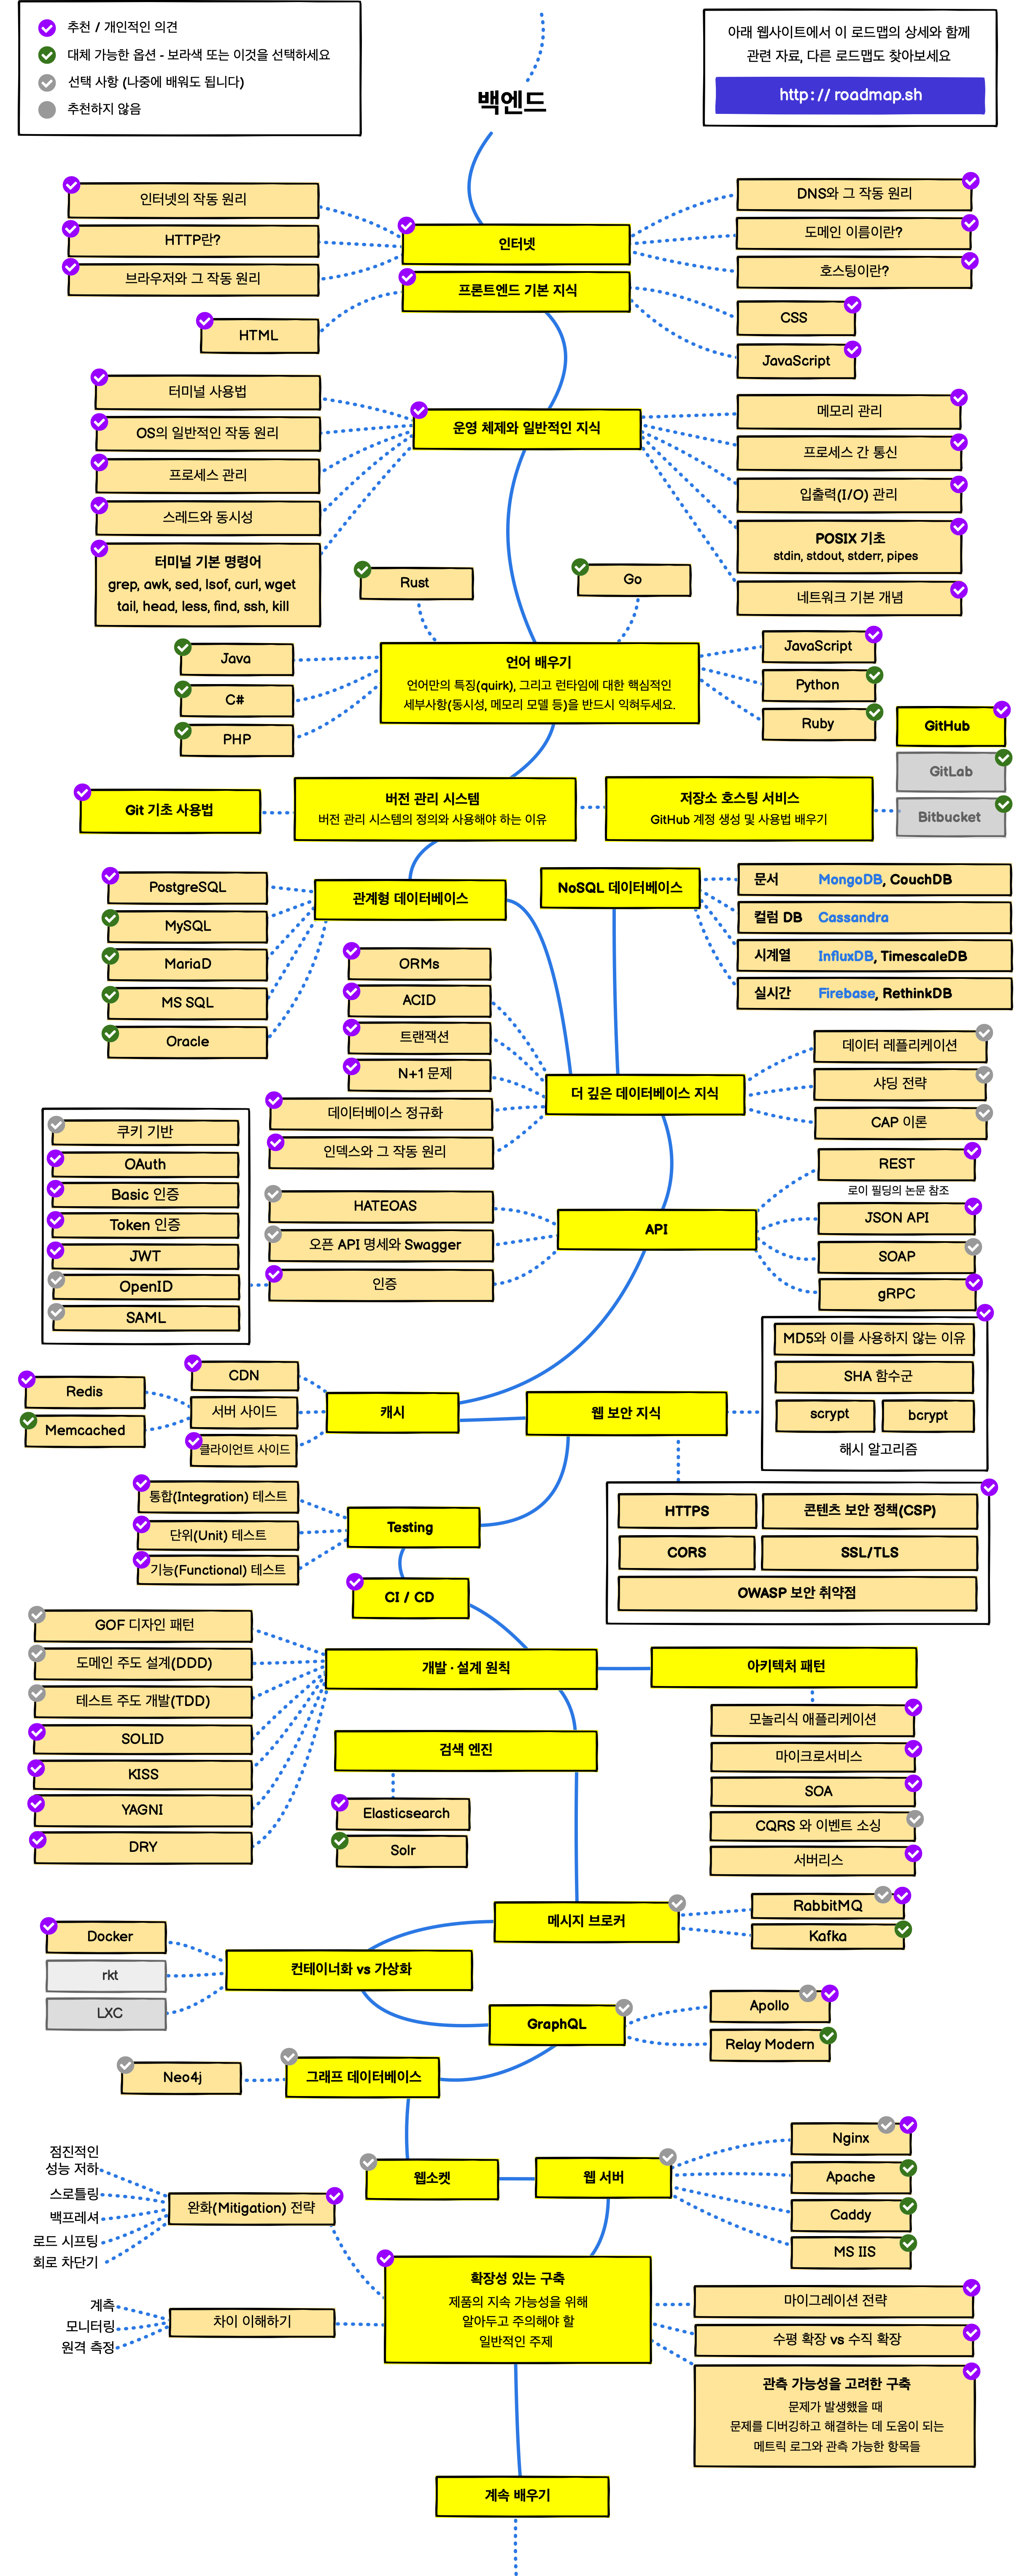 추천 / 개인적인 의견
대체 가능한 옵션 - 보라색 또는 이것을 선택하세요
선택 사항 (나중에 배워도 됩니다)
추천하지 않음
백엔드
아래 웹사이트에서 이 로드맵의 상세와 함께
관련 자료, 다른 로드맵도 찾아보세요
http://roadmap.sh
인터넷의 작동 원리
HTTP란?
브라우저와 그 작동 원리
인터넷
DNS와 그 작동 원리
도메인 이름이란?
호스팅이란?
프론트엔드 기본 지식
HTML
CSS
JavaScript
터미널 사용법
OS의 일반적인 작동 원리
프로세스 관리
스레드와 동시성
터미널 기본 명령어
grep, awk, sed, lsof, curl, wget
tail, head, less, find, ssh, kill
운영 체제와 일반적인 지식
메모리 관리
프로세스 간 통신
입출력(I/O) 관리
POSIX 기초
stdin, stdout, stderr, pipes
네트워크 기본 개념
Rust
Go
Java
C#
PHP
언어 배우기
언어만의 특징(quirk), 그리고 런타임에 대한 핵심적인
세부사항(동시성, 메모리 모델 등)을 반드시 익혀두세요.
JavaScript
Python
Ruby
GitHub
GitLab
Bitbucket
Git 기초 사용법
버전 관리 시스템
버전 관리 시스템의 정의와 사용해야 하는 이유
저장소 호스팅 서비스
GitHub 계정 생성 및 사용법 배우기
PostgreSQL
MySQL
MariaD
MS SQL
Oracle
관계형 데이터베이스
NoSQL 데이터베이스
문서 MongoDB, CouchDB
컬럼 DB Cassandra
시계열 InfluxDB, TimescaleDB
실시간 Firebase, RethinkDB
ORMs
ACID
트랜잭션
N+1 문제
데이터베이스 정규화
인덱스와 그 작동 원리
더 깊은 데이터베이스 지식
데이터 레플리케이션
샤딩 전략
CAP 이론
쿠키 기반
OAuth
Basic 인증
Token 인증
JWT
OpenID
SAML
HATEOAS
오픈 API 명세와 Swagger
인증
API
REST
로이 필딩의 논문 참조
JSON API
SOAP
gRPC
MD5와 이를 사용하지 않는 이유
SHA 함수군
scrypt
bcrypt
해시 알고리즘
Redis
Memcached
CDN
서버 사이드
클라이언트 사이드
캐시
웹 보안 지식
HTTPS
콘텐츠 보안 정책(CSP)
CORS
SSL/TLS
OWASP 보안 취약점
통합(Integration) 테스트
단위(Unit) 테스트
기능(Functional) 테스트
Testing
CI / CD
GOF 디자인 패턴
도메인 주도 설계(DDD)
테스트 주도 개발(TDD)
SOLID
KISS
YAGNI
DRY
개발 · 설계 원칙
아키텍처 패턴
모놀리식 애플리케이션
마이크로서비스
SOA
CQRS 와 이벤트 소싱
서버리스
검색 엔진
Elasticsearch
Solr
메시지 브로커
RabbitMQ
Kafka
Docker
rkt
LXC
컨테이너화 vs 가상화
GraphQL
Apollo
Relay Modern
Neo4j
그래프 데이터베이스
웹소켓
웹 서버
Nginx
Apache
Caddy
MS IIS
점진적인
성능 저하
스로틀링
백프레셔
로드 시프팅
회로 차단기
완화(Mitigation) 전략
계측
모니터링
원격 측정
차이 이해하기
확장성 있는 구축
제품의 지속 가능성을 위해
알아두고 주의해야 할
일반적인 주제
마이그레이션 전략
수평 확장 vs 수직 확장
관측 가능성을 고려한 구축
문제가 발생했을 때
문제를 디버깅하고 해결하는 데 도움이 되는
메트릭 로그와 관측 가능한 항목들
계속 배우기